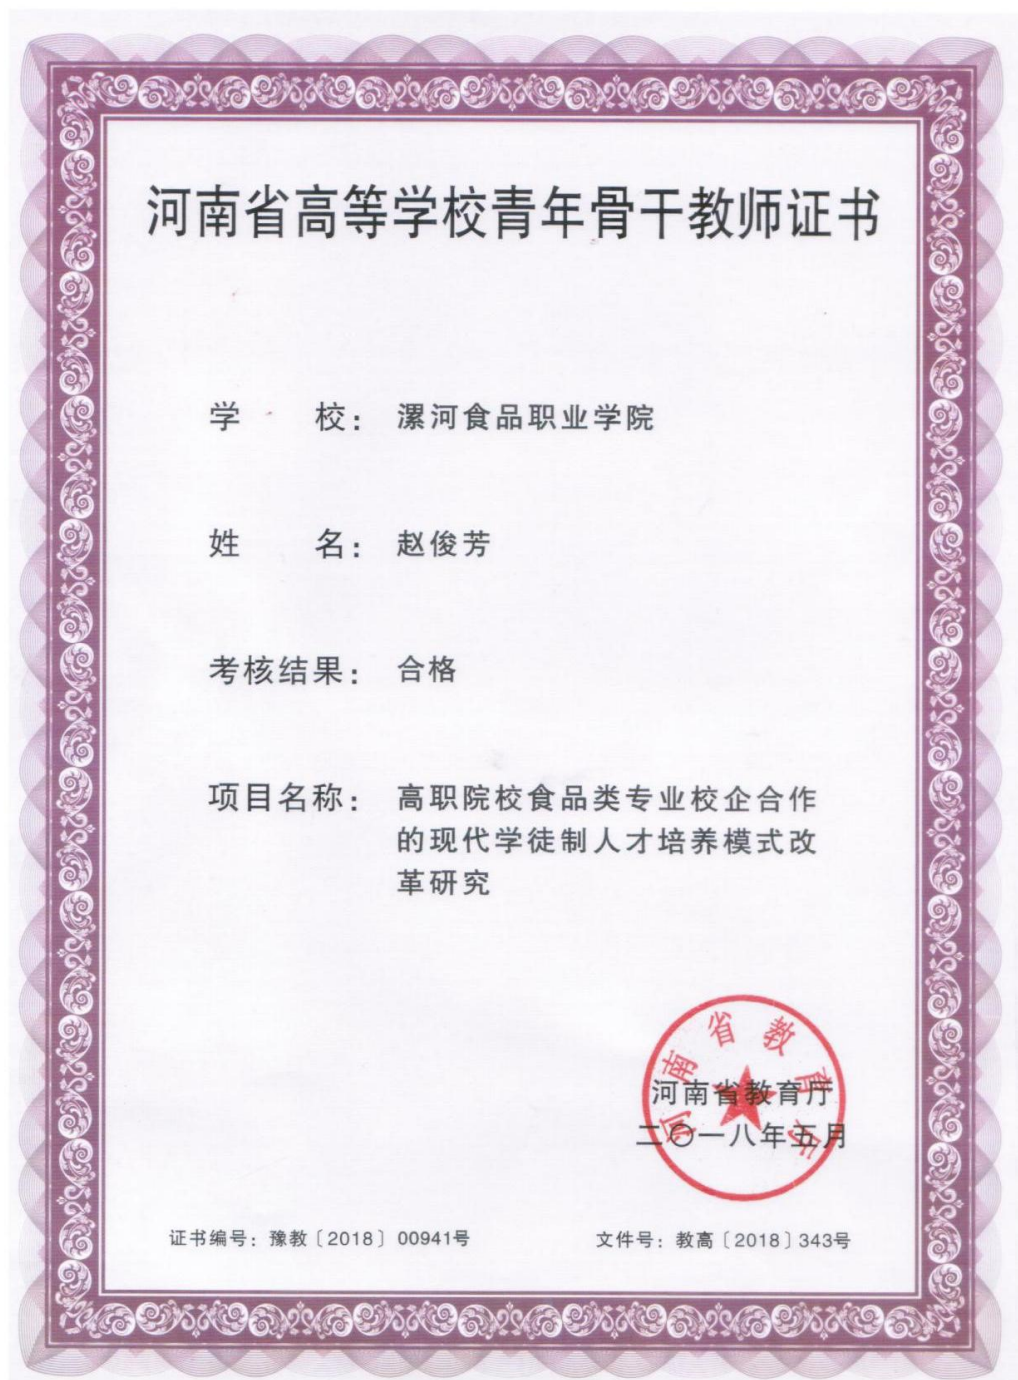 河南省高等学校青年骨干教师证书
学 校：漯河食品职业学院
姓 名：赵俊芳
考核结果：合格
项目名称：高职院校食品类专业校企合作
的现代学徒制人才培养模式改
革研究
河南省教育厅
河南省教育厅
二〇一八年五月
证书编号：豫教〔2018〕00941号
文件号：教高〔2018〕343号